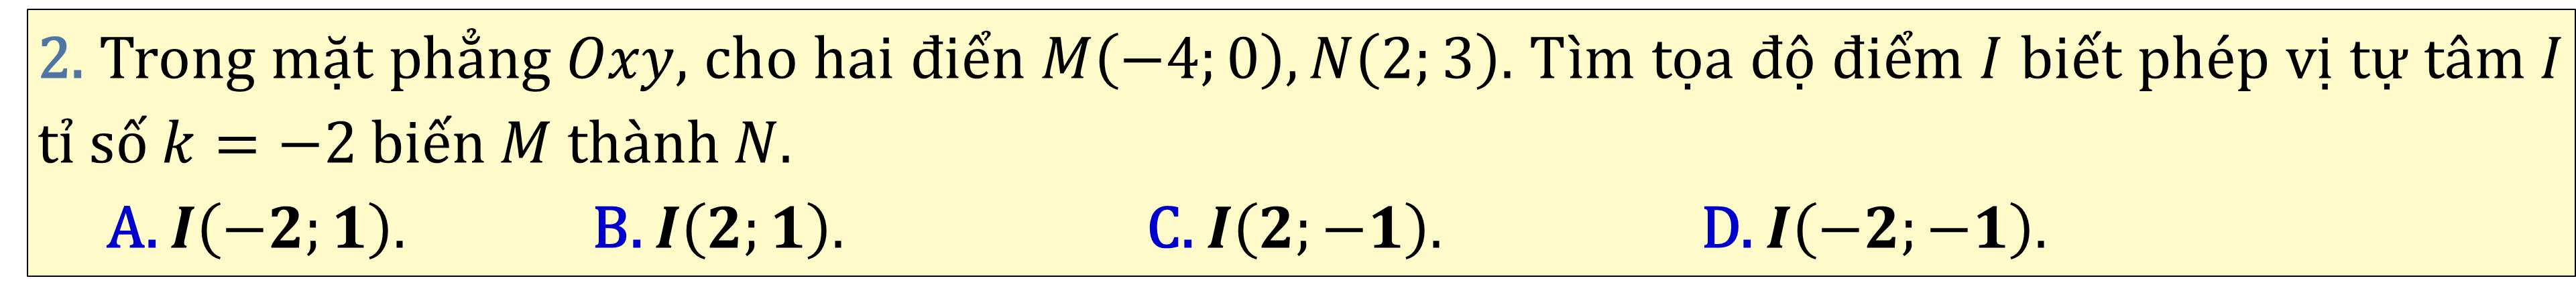 2. Trong mặt phẳng Oxy, cho hai điển M(−4; 0), N(2; 3). Tìm tọa độ điểm I biết phép vị tự tâm I
tỉ số k = −2 biến M thành N.
A. I(−2; 1). B. I(2; 1). C. I(2; −1). D. I(−2; −1).